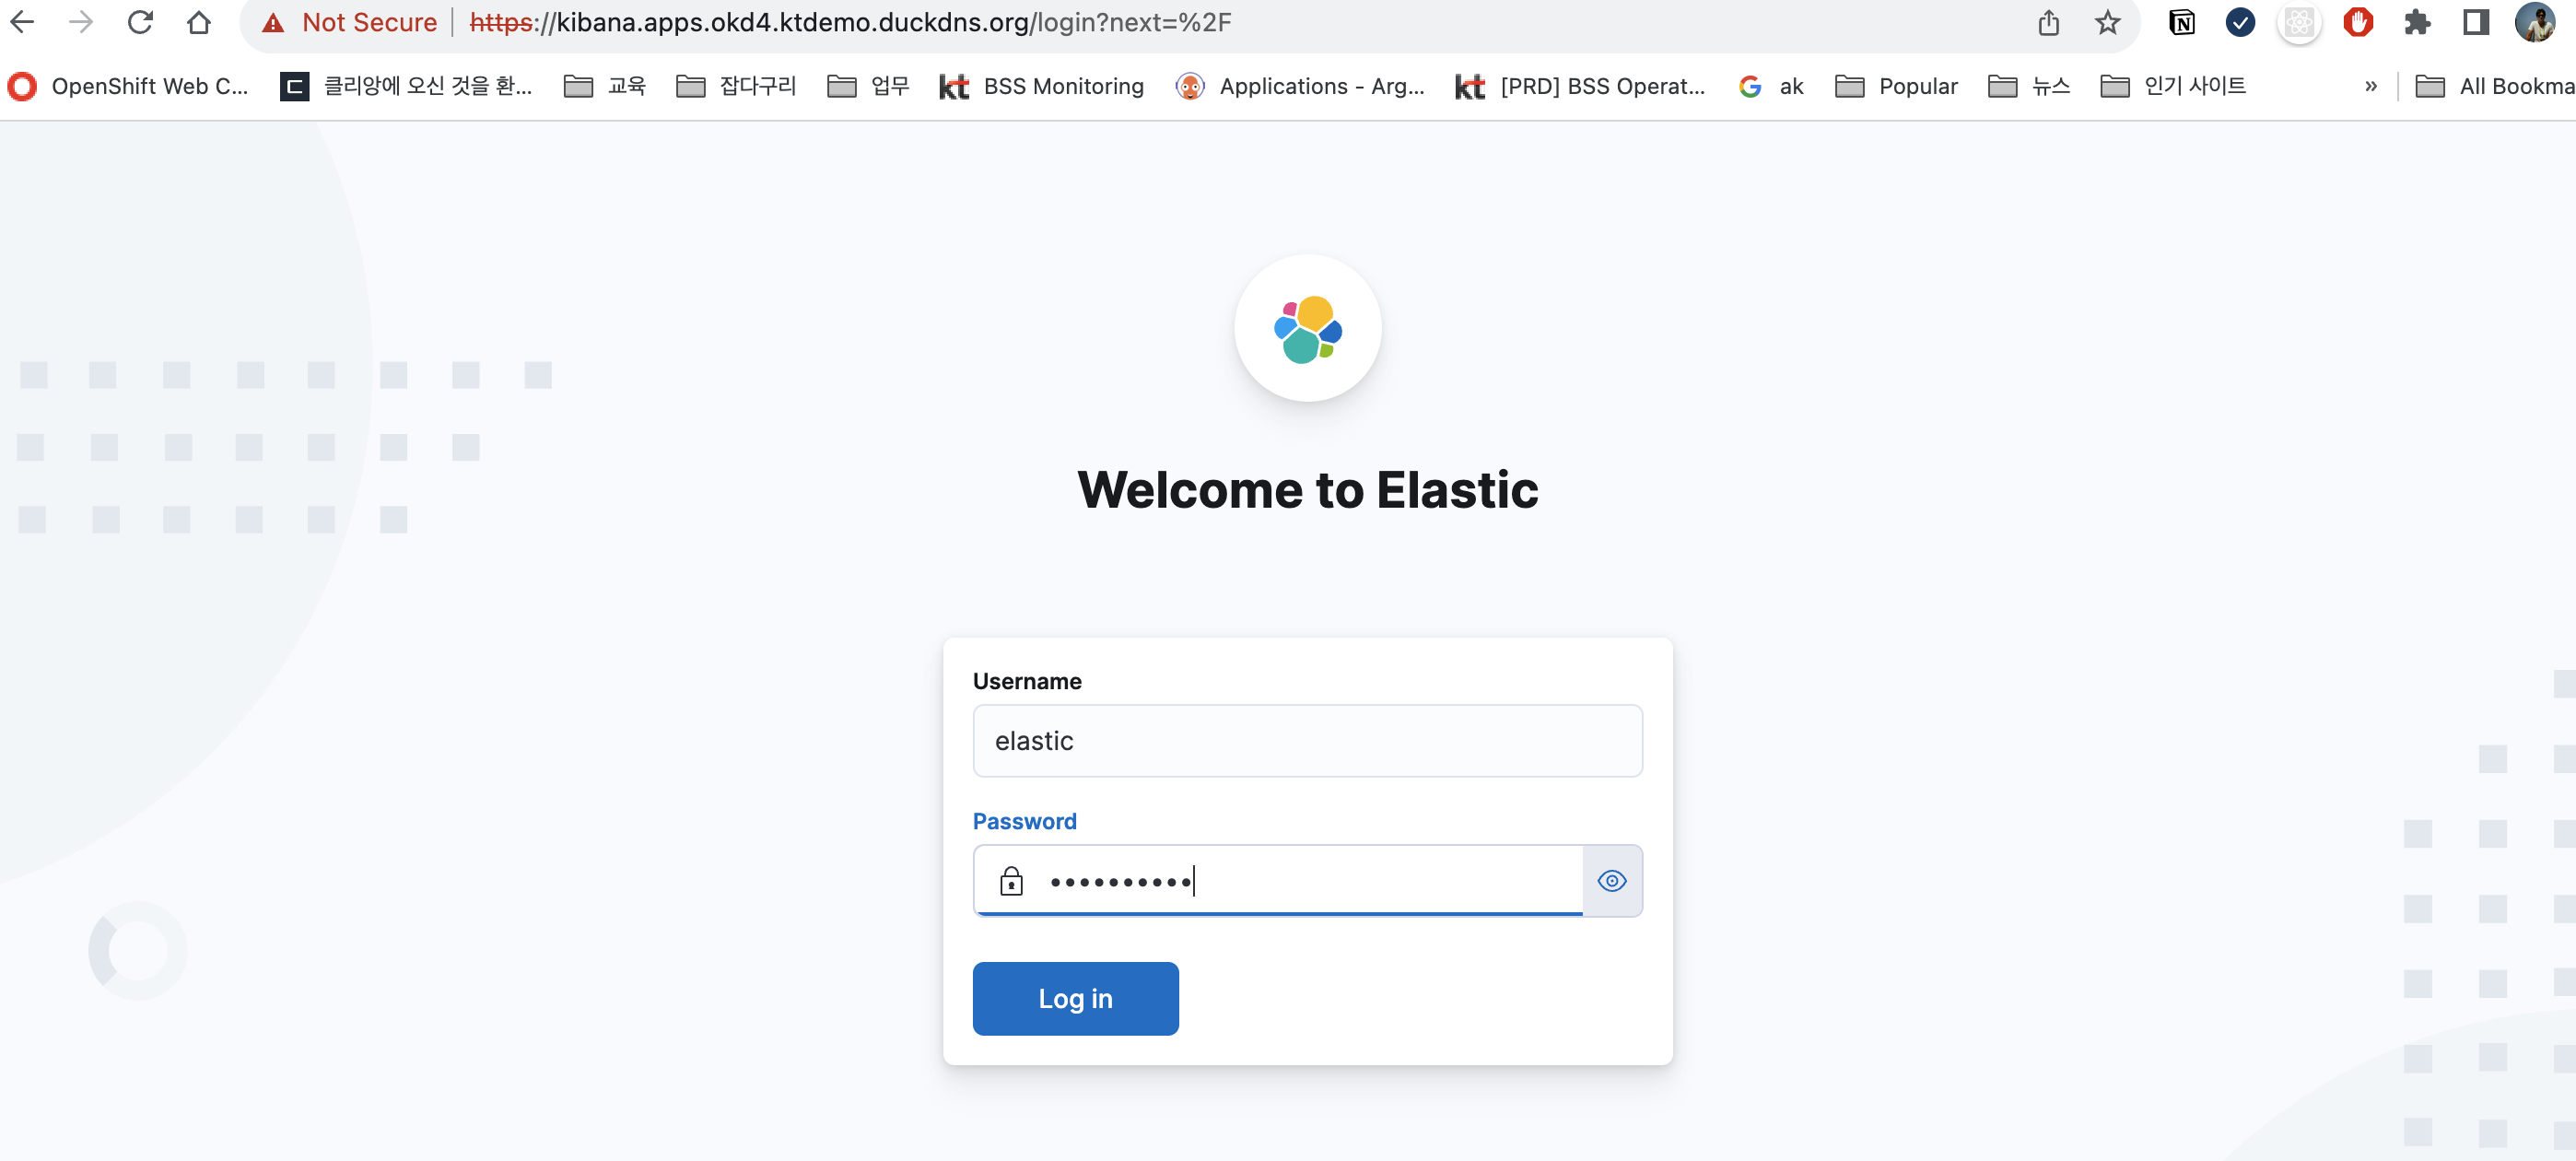 Not Secure https://kibana.apps.okd4.ktdemo.duckdns.org/login?next=%2F
OpenShift Web C... 클리앙에 오신 것을 환... 교육 잡다구리 업무 kt BSS Monitoring Applications - Arg... kt [PRD] BSS Operat... ak Popular 뉴스 인기 사이트 » All Bookma
Welcome to Elastic
Username
elastic
Password
••••••••••
Log in